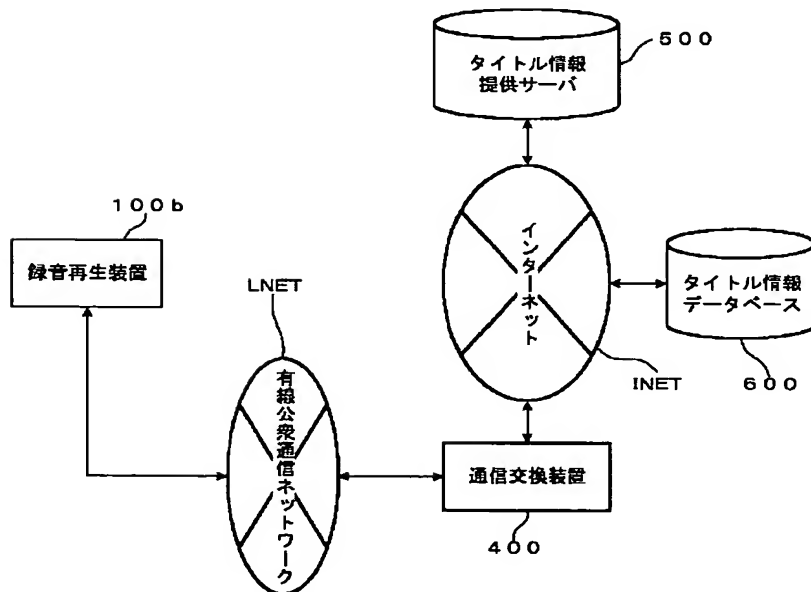 500
タイトル情報
提供サーバ
100b
録音再生装置
LNET
インターネット
タイトル情報
データベース
INET
600
有線公衆通信ネットワーク
通信交換装置
400